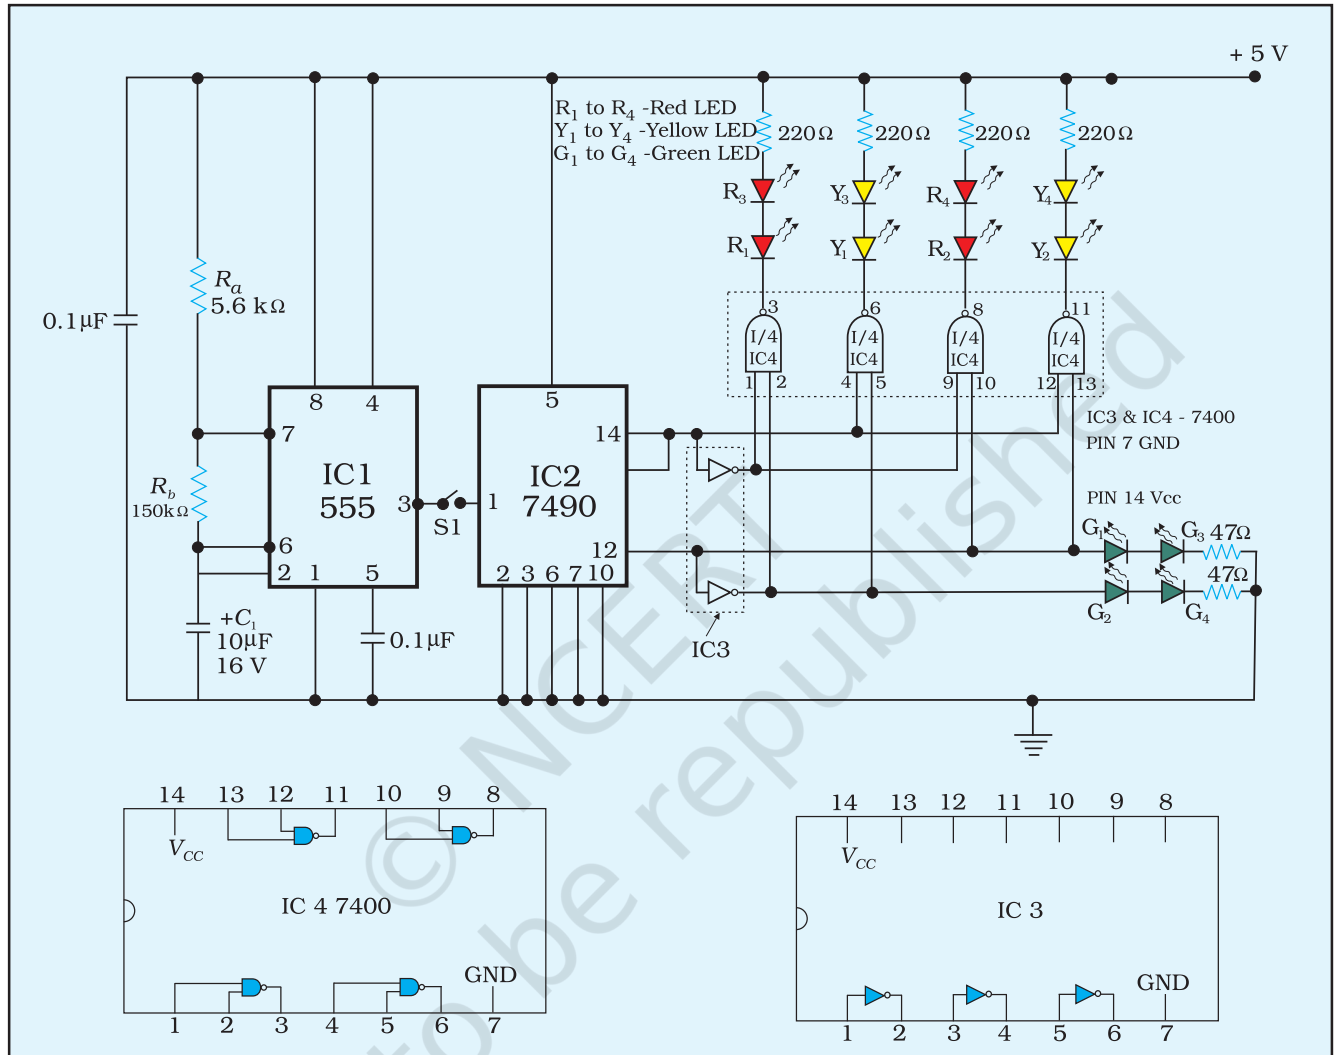 + 5 V
R1 to R4 -Red LED
Y1 to Y4 -Yellow LED
G1 to G4 -Green LED
220Ω 220Ω 220Ω 220Ω
R3 Y3 R4 Y4
R1 Y1 R2 Y2
Ra
5.6 kΩ
0.1µF
3 6 8 11
I/4 I/4 I/4 I/4
IC4 IC4 IC4 IC4
1 2 4 5 9 10 12 13
8 4
5
IC3 & IC4 - 7400
PIN 7 GND
7
14
IC1
555
IC2
7490
Rb
150kΩ
3
S1
1
PIN 14 Vcc
G1 G3 47Ω
6
12
2 1 5
2 3 6 7 10
47Ω
G2 G4
+C1
10µF
16 V
0.1µF
IC3
14 13 12 11 10 9 8
VCC
IC 4 7400
GND
1 2 3 4 5 6 7
14 13 12 11 10 9 8
VCC
IC 3
GND
1 2 3 4 5 6 7
© NCERT
to be republished